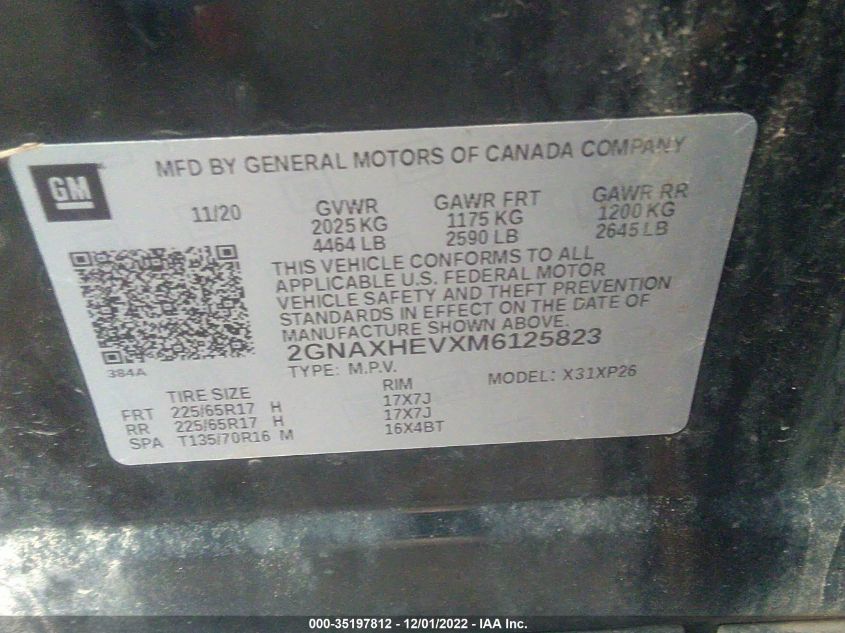 MFD BY GENERAL MOTORS OF CANADA COMPANY
GM
11/20
GVWR
2025 KG
4464 LB
GAWR FRT
1175 KG
2590 LB
GAWR RR
1200 KG
2645 LB
THIS VEHICLE CONFORMS TO ALL
APPLICABLE U.S. FEDERAL MOTOR
VEHICLE SAFETY AND THEFT PREVENTION
STANDARDS IN EFFECT ON THE DATE OF
MANUFACTURE SHOWN ABOVE
2GNAXHEVXM6125823
384A
TYPE: M.P.V.
MODEL: X31XP26
TIRE SIZE RIM
FRT 225/65R17 H 17X7J
RR 225/65R17 H 17X7J
SPA T135/70R16 M 16X4BT
000-35197812 - 12/01/2022 - IAA Inc.